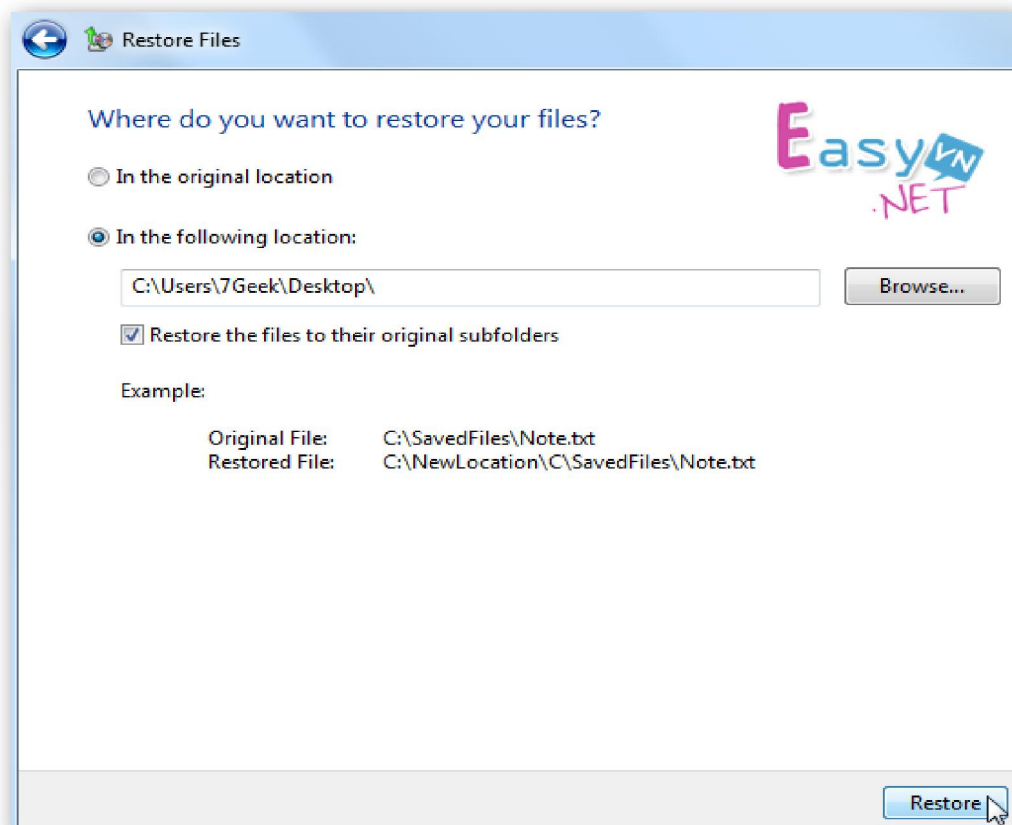 Restore Files
Where do you want to restore your files?
Easy VN
.NET
In the original location
In the following location:
C:\Users\7Geek\Desktop\
Browse...
Restore the files to their original subfolders
Example:
Original File: C:\SavedFiles\Note.txt
Restored File: C:\NewLocation\C\SavedFiles\Note.txt
Restore